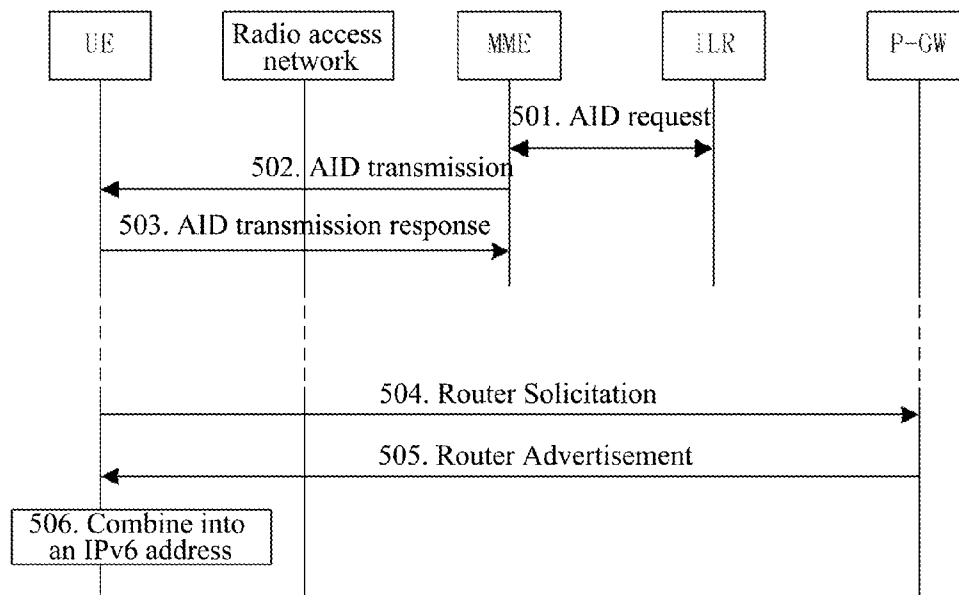 UE
Radio access
network
MME
ILR
P-GW
501. AID request
502. AID transmission
503. AID transmission response
504. Router Solicitation
505. Router Advertisement
506. Combine into
an IPv6 address